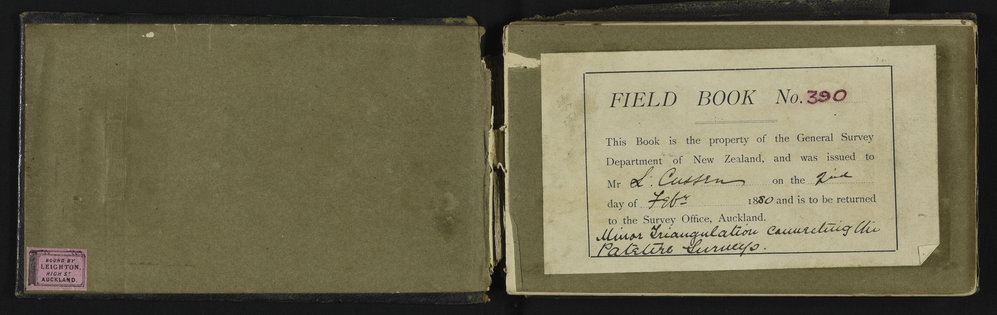 BOUND BY
LEIGHTON,
HIGH ST
AUCKLAND.
FIELD BOOK No. 390
This Book is the property of the General Survey
Department of New Zealand, and was issued to
Mr L. Cussen on the 2nd
day of Feby 1880 and is to be returned
to the Survey Office, Auckland.
Minor Triangulation connecting the
Patetere Surveys.